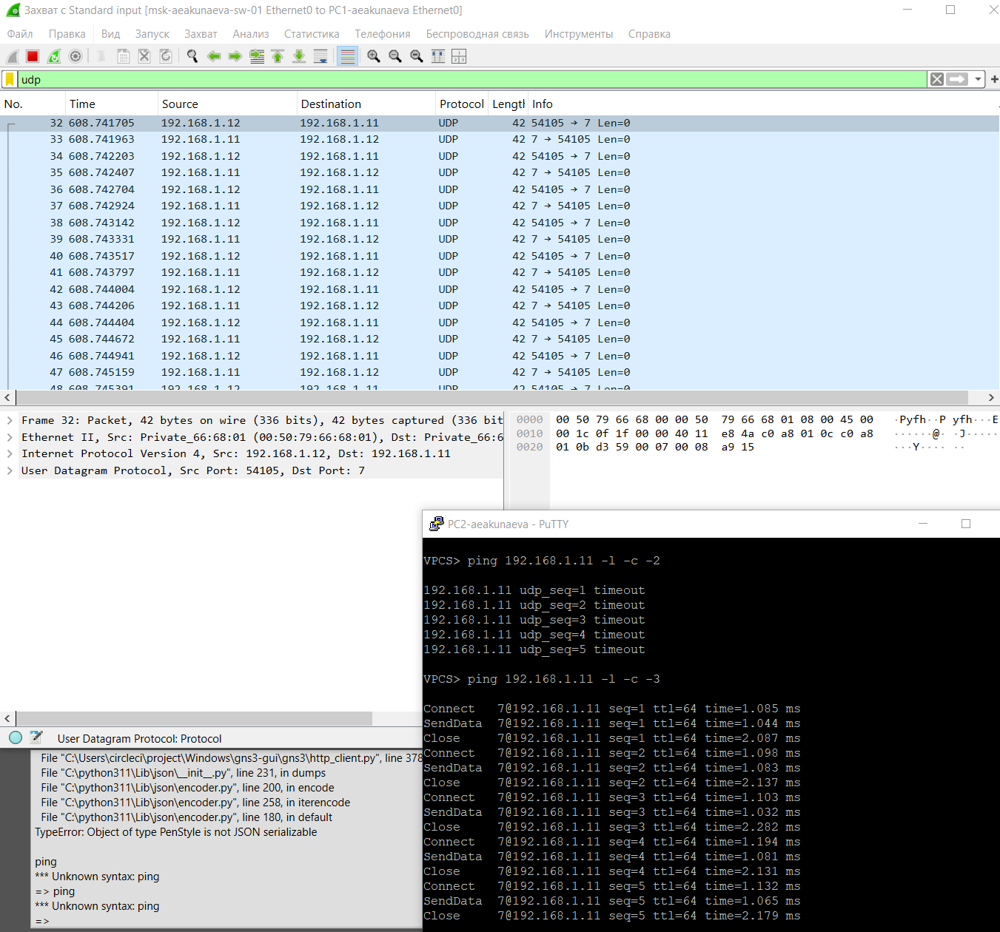 Захват с Standard input [msk-aeakunaeva-sw-01 Ethernet0 to PC1-aeakunaeva Ethernet0]
Файл Правка Вид Запуск Захват Анализ Статистика Телефония Беспроводная связь Инструменты Справка
udp
No. Time Source Destination Protocol Length Info
32 608.741705 192.168.1.12 192.168.1.11 UDP 42 54105 → 7 Len=0
33 608.741963 192.168.1.11 192.168.1.12 UDP 42 7 → 54105 Len=0
34 608.742203 192.168.1.12 192.168.1.11 UDP 42 54105 → 7 Len=0
35 608.742407 192.168.1.11 192.168.1.12 UDP 42 7 → 54105 Len=0
36 608.742704 192.168.1.12 192.168.1.11 UDP 42 54105 → 7 Len=0
37 608.742924 192.168.1.11 192.168.1.12 UDP 42 7 → 54105 Len=0
38 608.743142 192.168.1.12 192.168.1.11 UDP 42 54105 → 7 Len=0
39 608.743331 192.168.1.11 192.168.1.12 UDP 42 7 → 54105 Len=0
40 608.743517 192.168.1.12 192.168.1.11 UDP 42 54105 → 7 Len=0
41 608.743797 192.168.1.11 192.168.1.12 UDP 42 7 → 54105 Len=0
42 608.744004 192.168.1.12 192.168.1.11 UDP 42 54105 → 7 Len=0
43 608.744206 192.168.1.11 192.168.1.12 UDP 42 7 → 54105 Len=0
44 608.744404 192.168.1.12 192.168.1.11 UDP 42 54105 → 7 Len=0
45 608.744672 192.168.1.11 192.168.1.12 UDP 42 7 → 54105 Len=0
46 608.744941 192.168.1.12 192.168.1.11 UDP 42 54105 → 7 Len=0
47 608.745159 192.168.1.11 192.168.1.12 UDP 42 7 → 54105 Len=0
48 608.745391 192.168.1.12 192.168.1.11 UDP 42 54105 → 7 Len=0
Frame 32: Packet, 42 bytes on wire (336 bits), 42 bytes captured (336 bit
Ethernet II, Src: Private_66:68:01 (00:50:79:66:68:01), Dst: Private_66:6
Internet Protocol Version 4, Src: 192.168.1.12, Dst: 192.168.1.11
User Datagram Protocol, Src Port: 54105, Dst Port: 7
0000 00 50 79 66 68 00 00 50 79 66 68 01 08 00 45 00 ·Pyfh··P yfh···E
0010 00 1c 0f 1f 00 00 40 11 e8 4a c0 a8 01 0c c0 a8 ······@· ·J······
0020 01 0b d3 59 00 07 00 08 a9 15 ···Y···· ··
PC2-aeakunaeva - PuTTY
VPCS> ping 192.168.1.11 -l -c -2
192.168.1.11 udp_seq=1 timeout
192.168.1.11 udp_seq=2 timeout
192.168.1.11 udp_seq=3 timeout
192.168.1.11 udp_seq=4 timeout
192.168.1.11 udp_seq=5 timeout
VPCS> ping 192.168.1.11 -l -c -3
Connect 7@192.168.1.11 seq=1 ttl=64 time=1.085 ms
SendData 7@192.168.1.11 seq=1 ttl=64 time=1.044 ms
Close 7@192.168.1.11 seq=1 ttl=64 time=2.087 ms
Connect 7@192.168.1.11 seq=2 ttl=64 time=1.098 ms
SendData 7@192.168.1.11 seq=2 ttl=64 time=1.083 ms
Close 7@192.168.1.11 seq=2 ttl=64 time=2.137 ms
Connect 7@192.168.1.11 seq=3 ttl=64 time=1.103 ms
SendData 7@192.168.1.11 seq=3 ttl=64 time=1.032 ms
Close 7@192.168.1.11 seq=3 ttl=64 time=2.282 ms
Connect 7@192.168.1.11 seq=4 ttl=64 time=1.194 ms
SendData 7@192.168.1.11 seq=4 ttl=64 time=1.081 ms
Close 7@192.168.1.11 seq=4 ttl=64 time=2.131 ms
Connect 7@192.168.1.11 seq=5 ttl=64 time=1.132 ms
SendData 7@192.168.1.11 seq=5 ttl=64 time=1.065 ms
Close 7@192.168.1.11 seq=5 ttl=64 time=2.179 ms
User Datagram Protocol: Protocol
File "C:\Users\circleci\project\Windows\gns3-gui\gns3\http_client.py", line 378
File "C:\python311\Lib\json\__init__.py", line 231, in dumps
File "C:\python311\Lib\json\encoder.py", line 200, in encode
File "C:\python311\Lib\json\encoder.py", line 258, in iterencode
File "C:\python311\Lib\json\encoder.py", line 180, in default
TypeError: Object of type PenStyle is not JSON serializable
ping
*** Unknown syntax: ping
=> ping
*** Unknown syntax: ping
=>